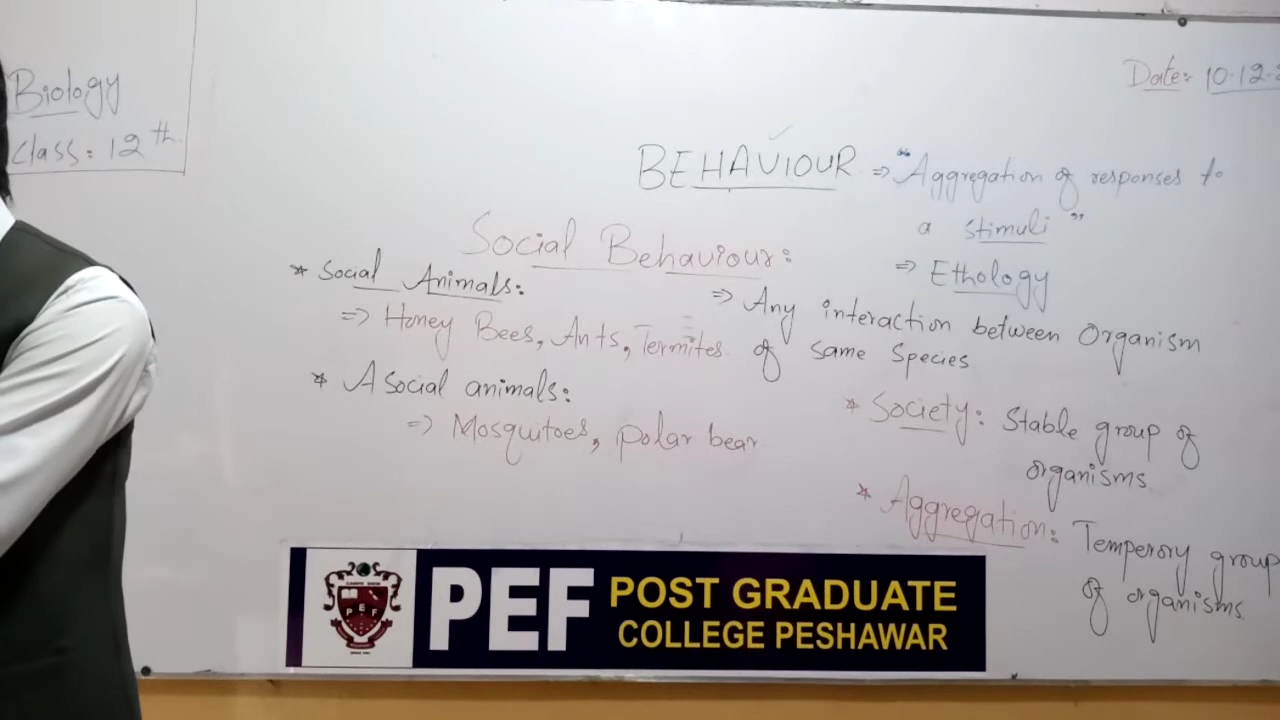 Biology
Class: 12th
Date: 10.12.
BEHAVIOUR ⇒ "Aggregation of responses to
a stimuli"
⇒ Ethology
Social Behaviour:
⇒ Any interaction between Organism
of same Species
* Social Animals:
⇒ Honey Bees, Ants, Termites
* Asocial animals:
⇒ Mosquitoes, polar bear
* Society: Stable group of
organisms
* Aggregation: Temperory group
of organisms
PEF
PEF POST GRADUATE
COLLEGE PESHAWAR